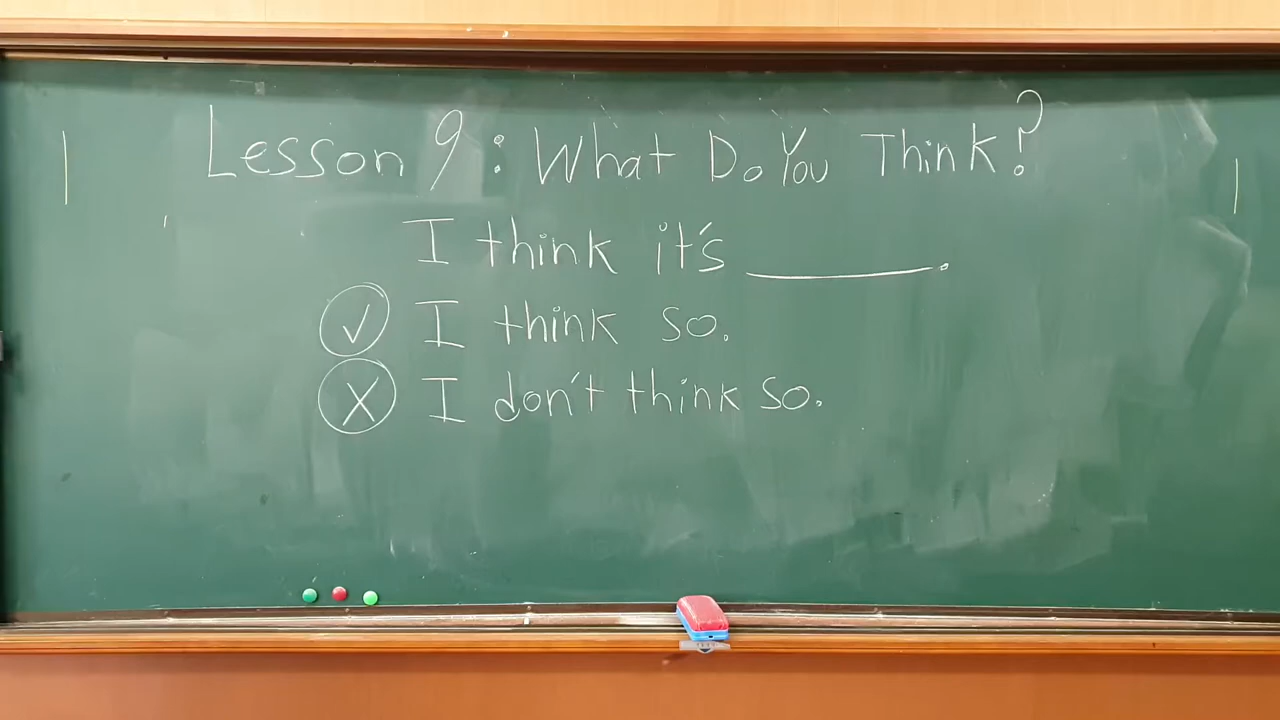 Lesson 9: What Do You Think?
I think it's ______.
✓ I think so.
X I don't think so.